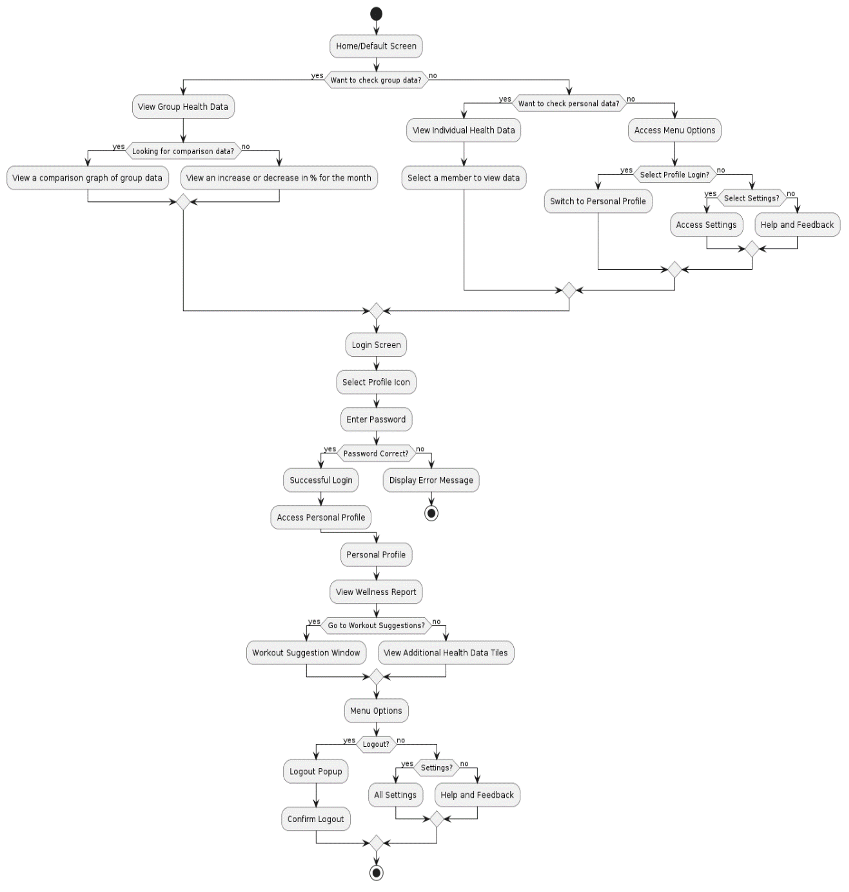 Home/Default Screen
yes
Want to check group data?
no
View Group Health Data
yes
Want to check personal data?
no
View Individual Health Data
Access Menu Options
yes
Looking for comparison data?
no
View a comparison graph of group data
View an increase or decrease in % for the month
Select a member to view data
yes
Select Profile Login?
no
Switch to Personal Profile
yes
Select Settings?
no
Access Settings
Help and Feedback
Login Screen
Select Profile Icon
Enter Password
yes
Password Correct?
no
Successful Login
Display Error Message
Access Personal Profile
Personal Profile
View Wellness Report
yes
Go to Workout Suggestions?
no
Workout Suggestion Window
View Additional Health Data Tiles
Menu Options
yes
Logout?
no
Logout Popup
yes
Settings?
no
All Settings
Help and Feedback
Confirm Logout